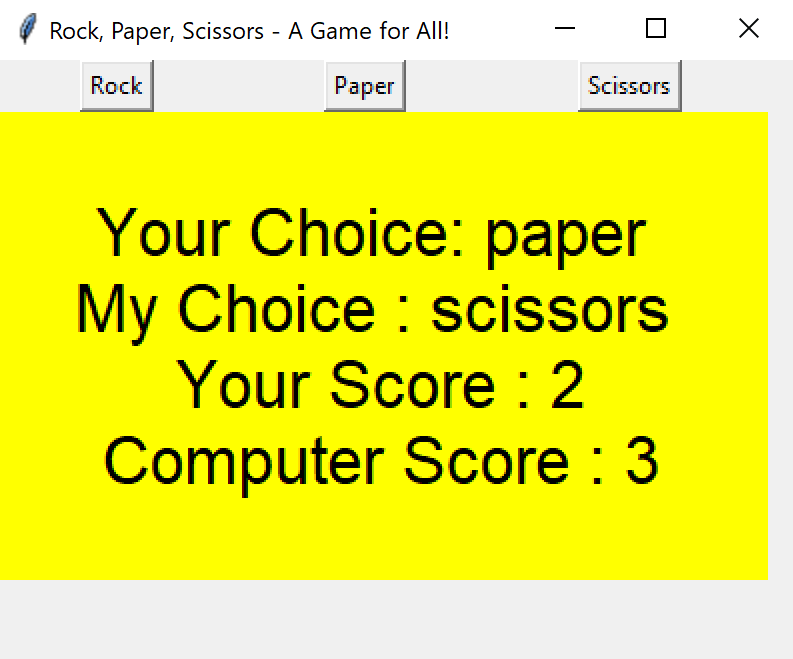 Rock, Paper, Scissors - A Game for All!
Rock Paper Scissors
Your Choice: paper
My Choice : scissors
Your Score : 2
Computer Score : 3